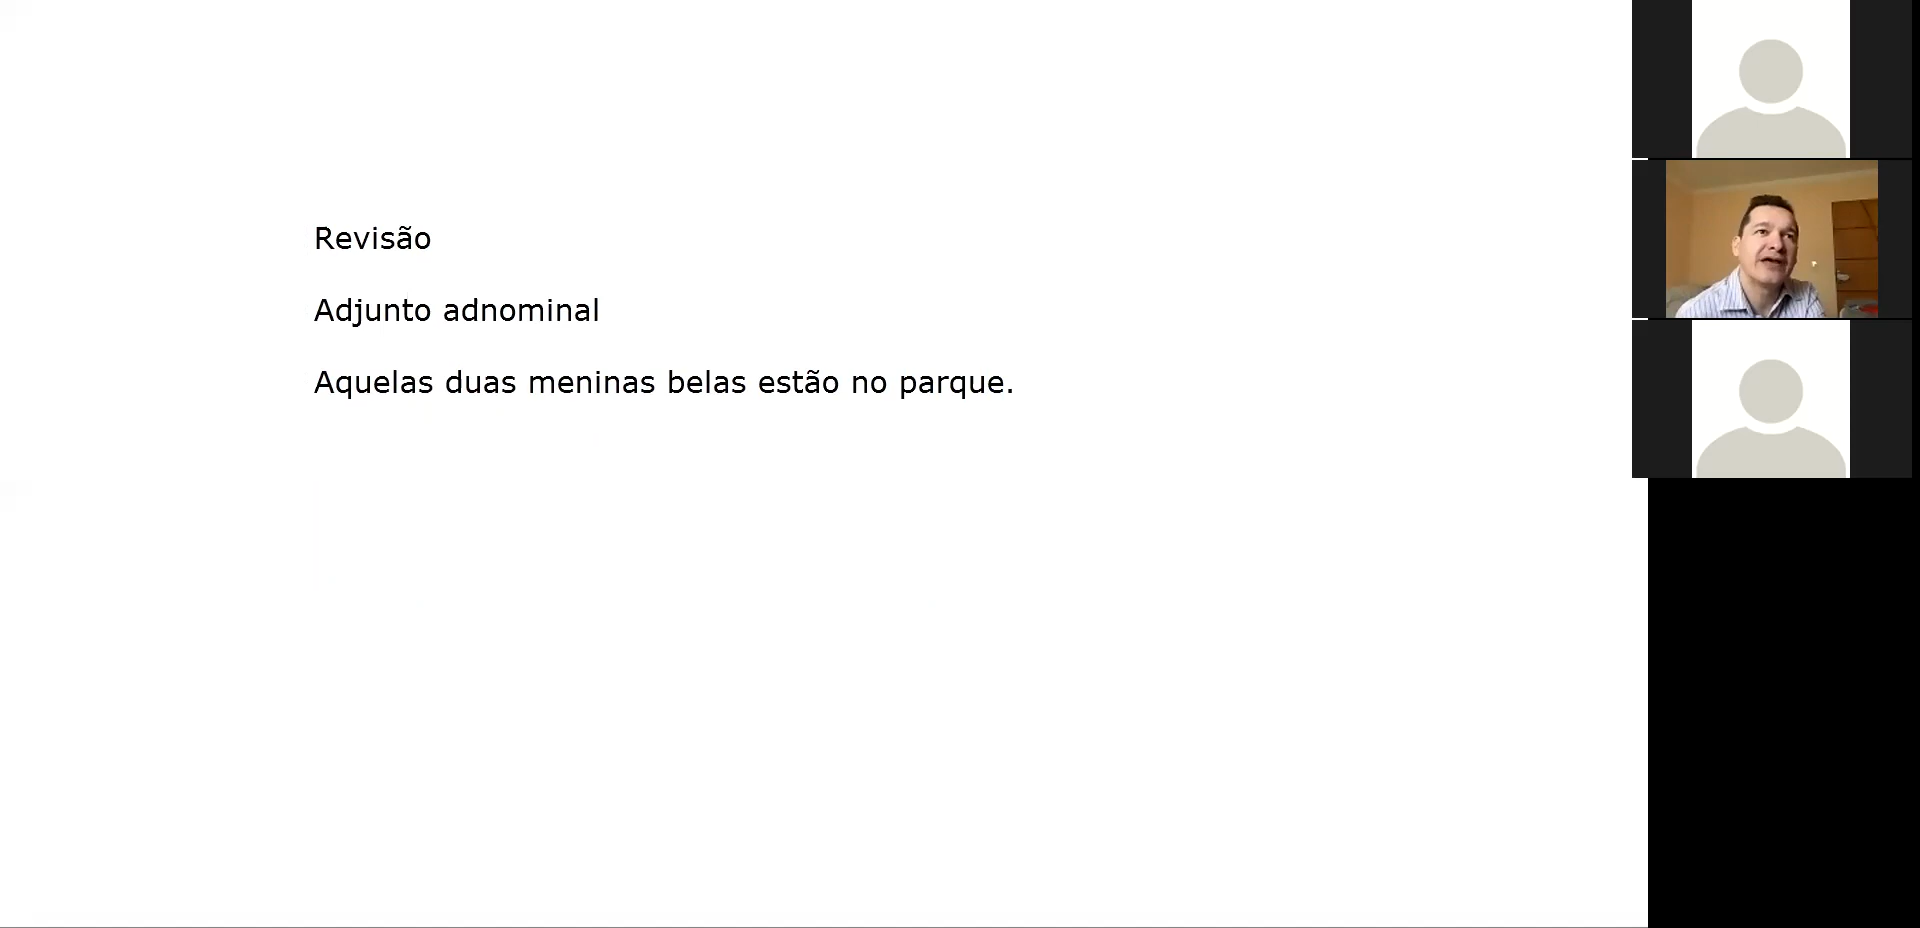 Revisão
Adjunto adnominal
Aquelas duas meninas belas estão no parque.